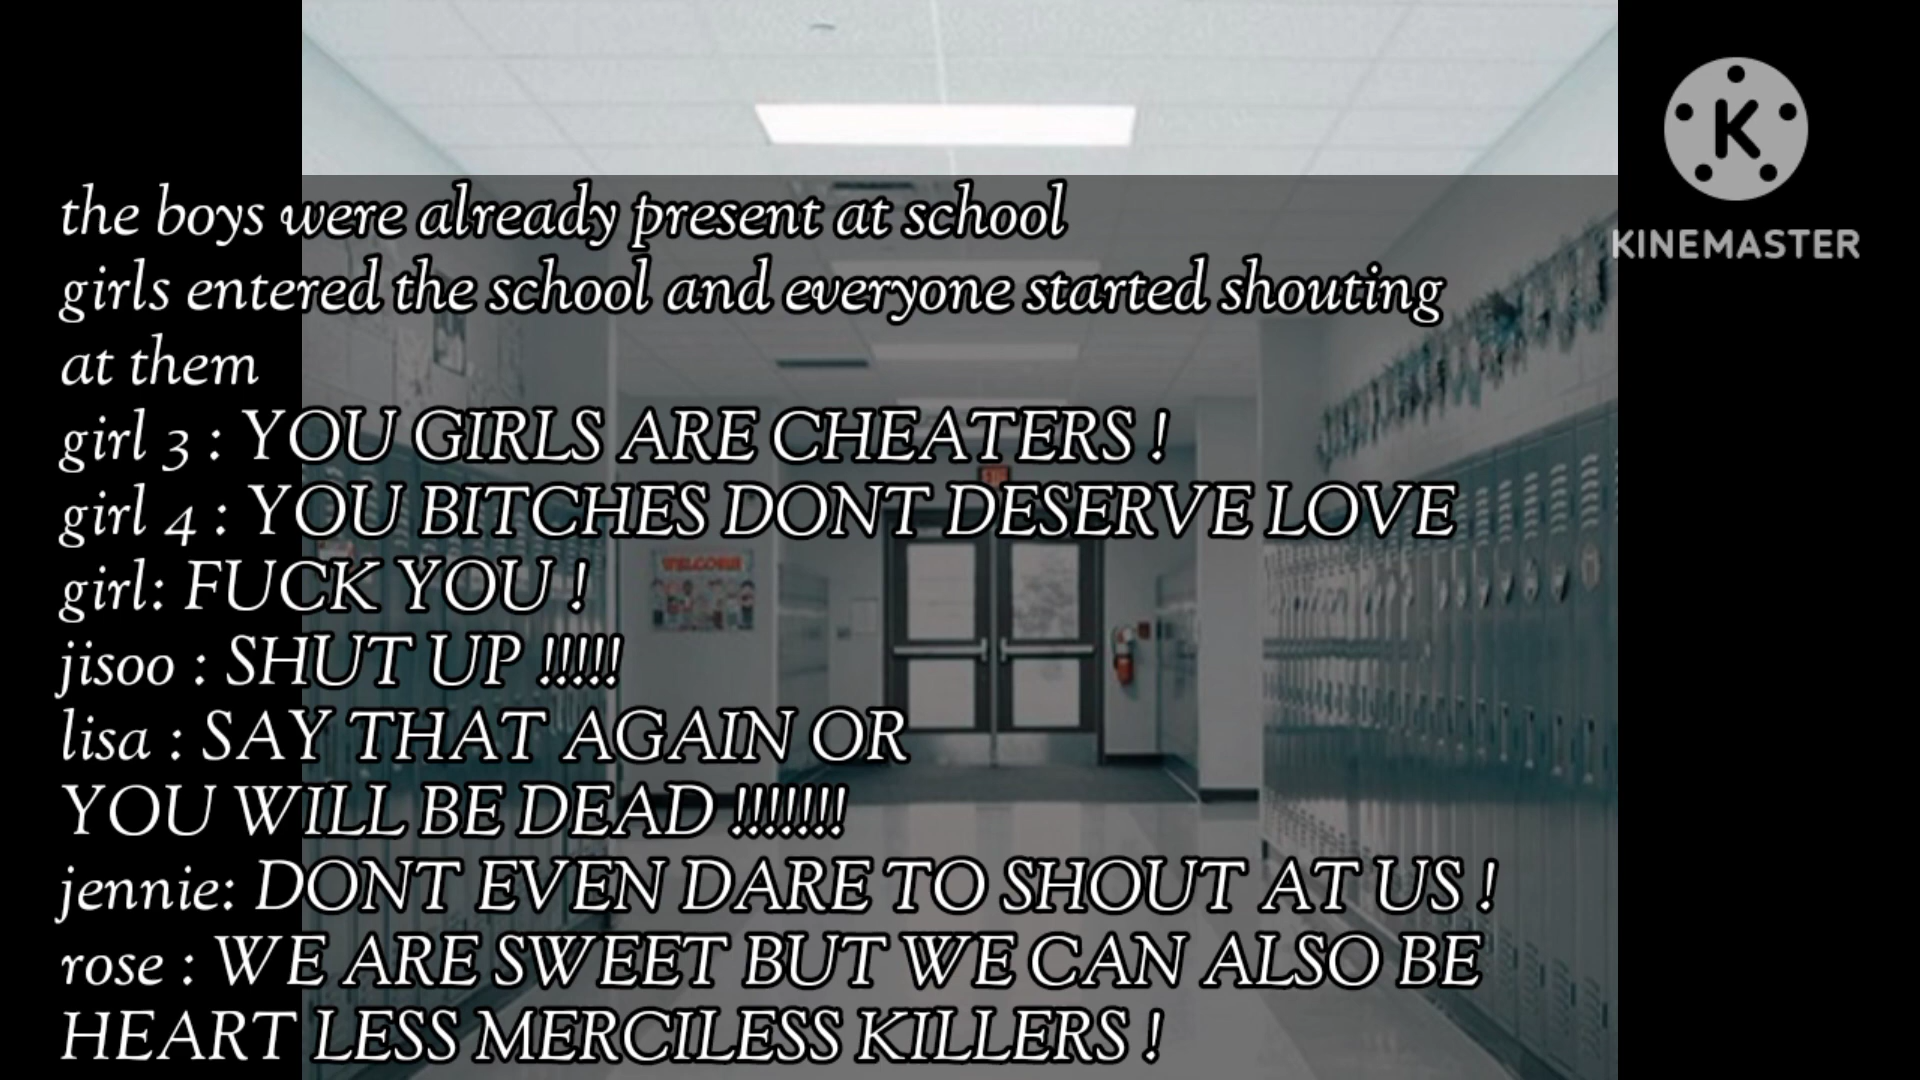 the boys were already present at school
girls entered the school and everyone started shouting
at them
girl 3 : YOU GIRLS ARE CHEATERS !
girl 4 : YOU BITCHES DONT DESERVE LOVE
girl: FUCK YOU !
jisoo : SHUT UP !!!!!
lisa : SAY THAT AGAIN OR
YOU WILL BE DEAD !!!!!!!
jennie: DONT EVEN DARE TO SHOUT AT US !
rose : WE ARE SWEET BUT WE CAN ALSO BE
HEART LESS MERCILESS KILLERS !
K
KINEMASTER
WELCOME
EXIT